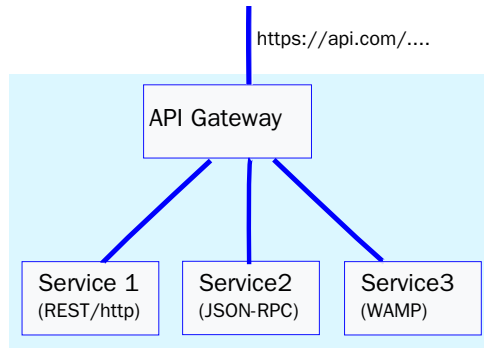 https://api.com/....
API Gateway
Service 1
(REST/http)
Service2
(JSON-RPC)
Service3
(WAMP)